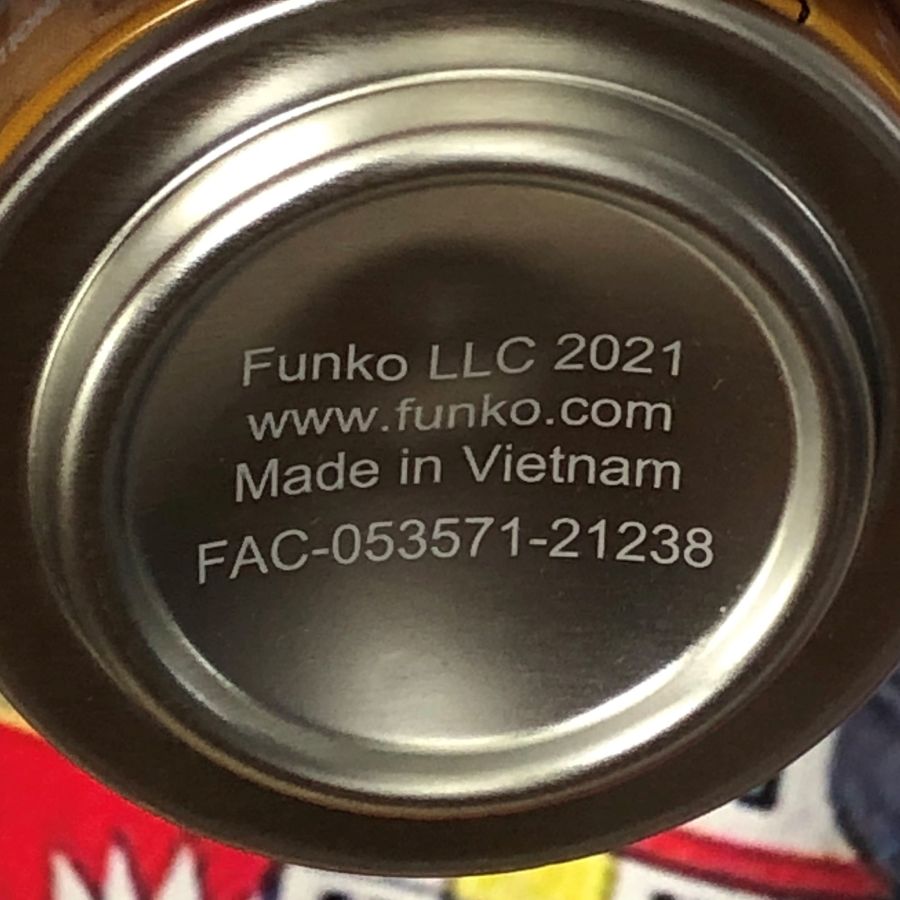 Funko LLC 2021
www.funko.com
Made in Vietnam
FAC-053571-21238